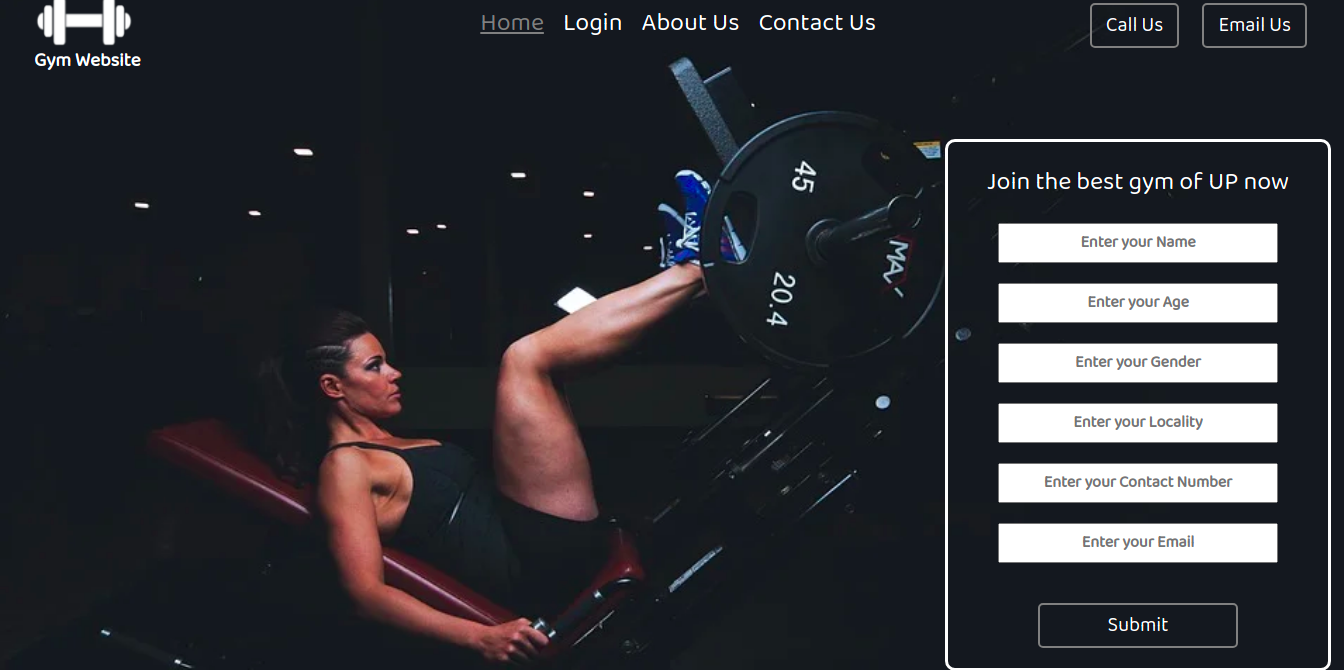 Home Login About Us Contact Us
Call Us Email Us
Gym Website
45
20.4
Join the best gym of UP now
Enter your Name
Enter your Age
Enter your Gender
Enter your Locality
Enter your Contact Number
Enter your Email
Submit